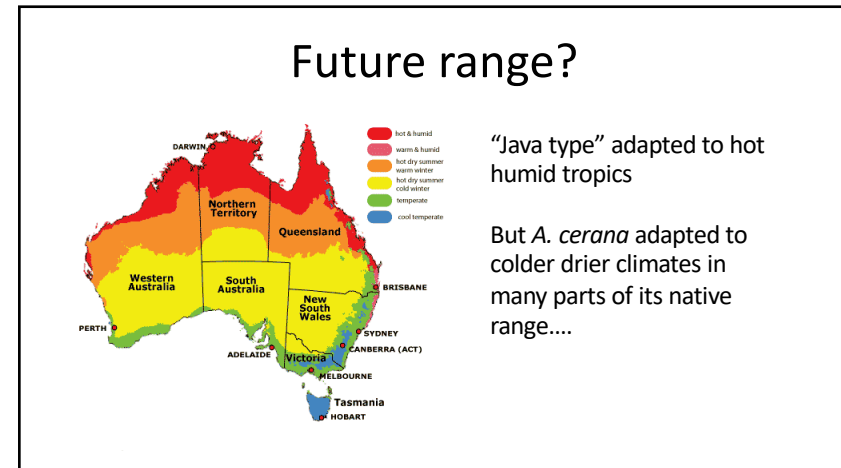 Future range?
DARWIN
hot & humid
warm & humid
hot dry summer
warm winter
hot dry summer
cold winter
temperate
cool temperate
Northern
Territory
Queensland
Western
Australia
South
Australia
New
South
Wales
BRISBANE
PERTH
SYDNEY
ADELAIDE
CANBERRA (ACT)
Victoria
MELBOURNE
Tasmania
HOBART
“Java type” adapted to hot
humid tropics
But A. cerana adapted to
colder drier climates in
many parts of its native
range....